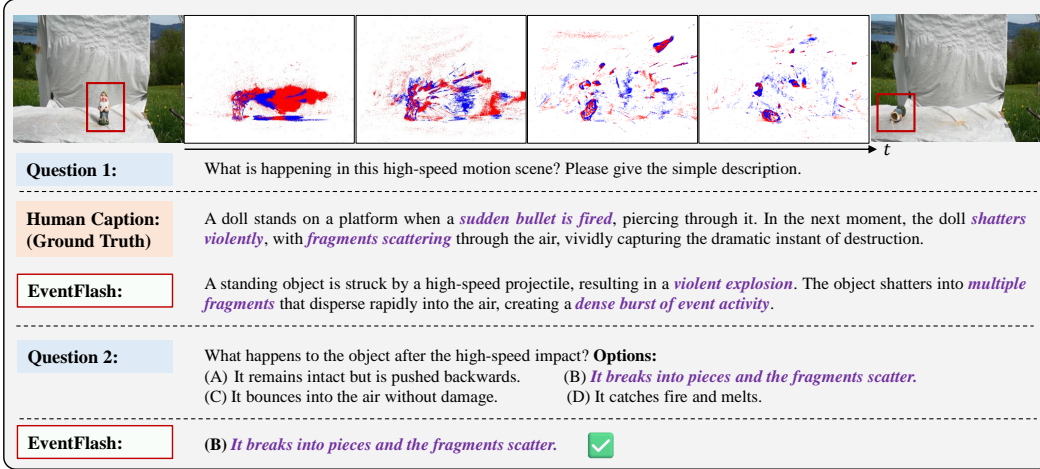 t
Question 1:
What is happening in this high-speed motion scene? Please give the simple description.
Human Caption:
(Ground Truth)
A doll stands on a platform when a sudden bullet is fired, piercing through it. In the next moment, the doll shatters
violently, with fragments scattering through the air, vividly capturing the dramatic instant of destruction.
EventFlash:
A standing object is struck by a high-speed projectile, resulting in a violent explosion. The object shatters into multiple
fragments that disperse rapidly into the air, creating a dense burst of event activity.
Question 2:
What happens to the object after the high-speed impact? Options:
(A) It remains intact but is pushed backwards. (B) It breaks into pieces and the fragments scatter.
(C) It bounces into the air without damage. (D) It catches fire and melts.
EventFlash:
(B) It breaks into pieces and the fragments scatter.